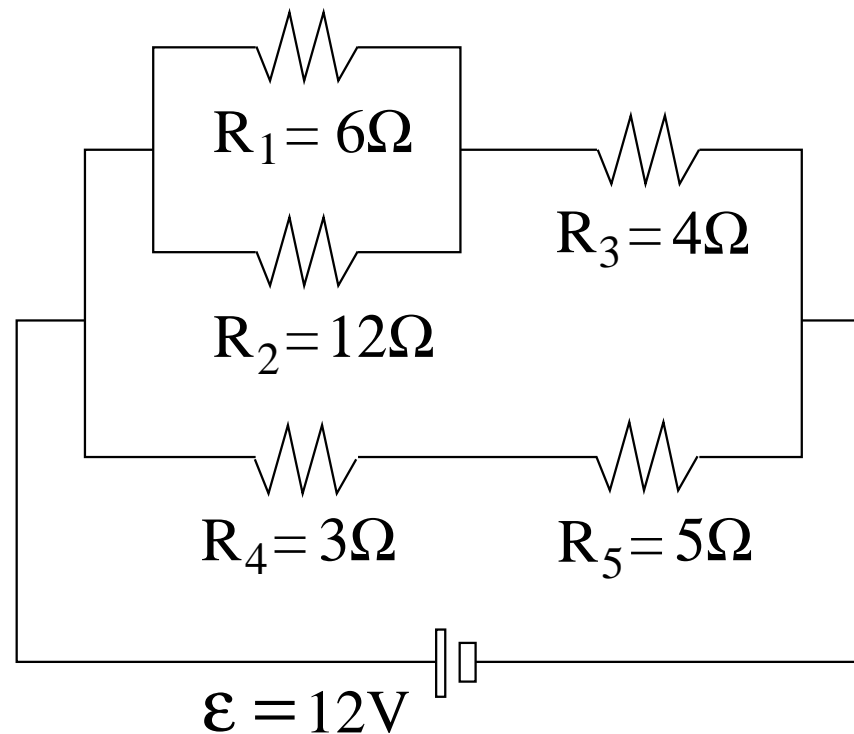 R₁= 6Ω
R₃= 4Ω
R₂= 12Ω
R₄= 3Ω
R₅= 5Ω
ε = 12V